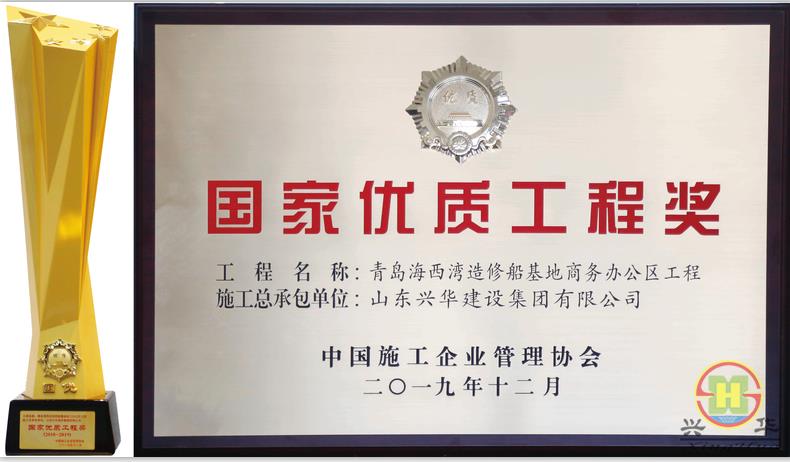 国优
国家优质工程奖
(2018-2019)
优质
国家优质工程奖
工程名称:青岛海西湾造修船基地商务办公区工程
施工总承包单位:山东兴华建设集团有限公司
中国施工企业管理协会
二〇一九年十二月
兴华